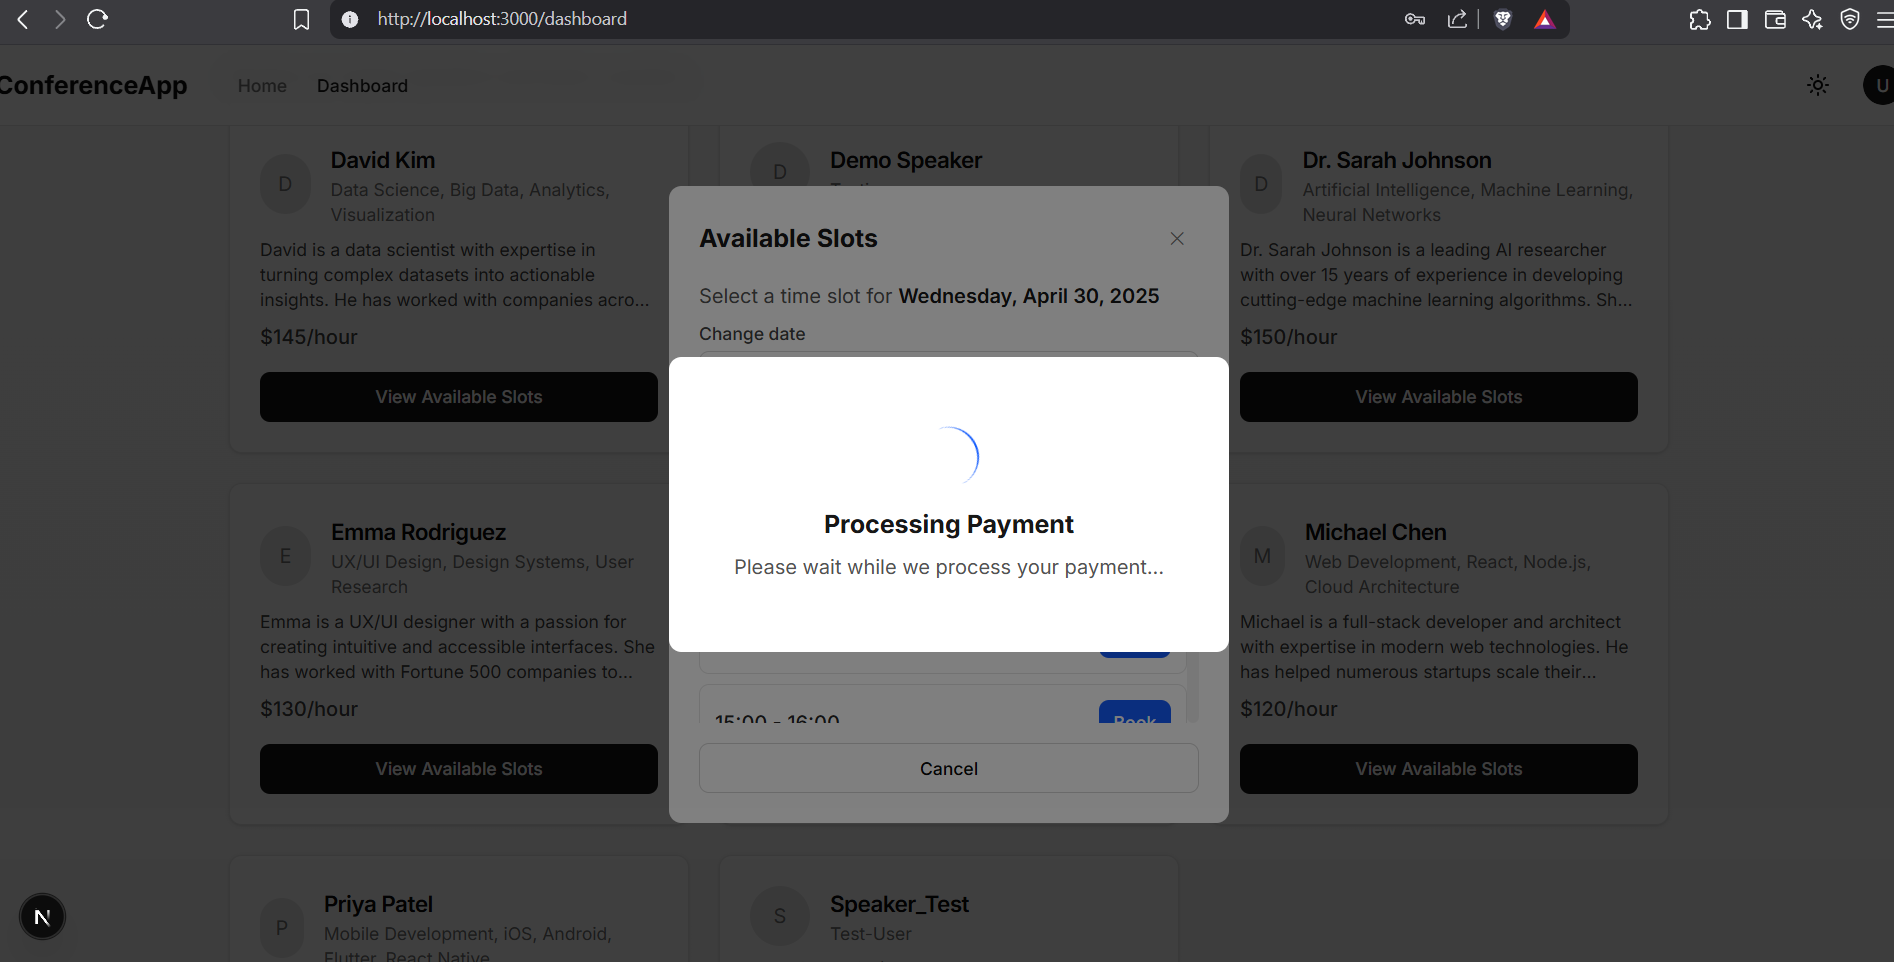 http://localhost:3000/dashboard
ConferenceApp
Home
Dashboard
U
D
David Kim
Data Science, Big Data, Analytics,
Visualization
David is a data scientist with expertise in
turning complex datasets into actionable
insights. He has worked with companies acro...
$145/hour
View Available Slots
D
Demo Speaker
D
Dr. Sarah Johnson
Artificial Intelligence, Machine Learning,
Neural Networks
Dr. Sarah Johnson is a leading AI researcher
with over 15 years of experience in developing
cutting-edge machine learning algorithms. Sh...
$150/hour
View Available Slots
Available Slots
Select a time slot for Wednesday, April 30, 2025
Change date
Processing Payment
Please wait while we process your payment...
15:00 - 16:00
Book
Cancel
E
Emma Rodriguez
UX/UI Design, Design Systems, User
Research
Emma is a UX/UI designer with a passion for
creating intuitive and accessible interfaces. She
has worked with Fortune 500 companies to...
$130/hour
View Available Slots
M
Michael Chen
Web Development, React, Node.js,
Cloud Architecture
Michael is a full-stack developer and architect
with expertise in modern web technologies. He
has helped numerous startups scale their...
$120/hour
View Available Slots
P
Priya Patel
Mobile Development, iOS, Android,
Flutter, React Native
S
Speaker_Test
Test-User
N